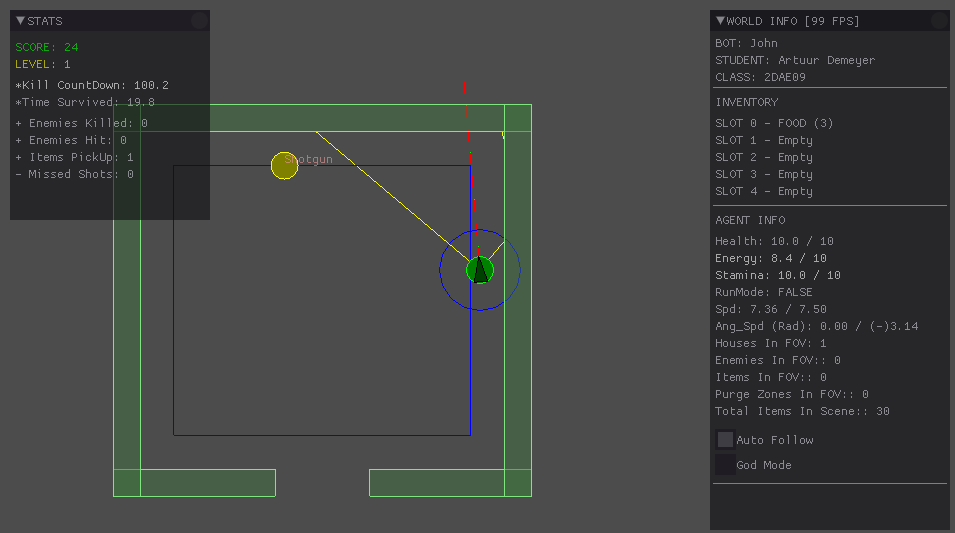 STATS
SCORE: 24
LEVEL: 1
*Kill CountDown: 100.2
*Time Survived: 19.8
+ Enemies Killed: 0
+ Enemies Hit: 0
+ Items PickUp: 1
- Missed Shots: 0
Shotgun
WORLD INFO [99 FPS]
BOT: John
STUDENT: Artuur Demeyer
CLASS: 2DAE09
INVENTORY
SLOT 0 - FOOD (3)
SLOT 1 - Empty
SLOT 2 - Empty
SLOT 3 - Empty
SLOT 4 - Empty
AGENT INFO
Health: 10.0 / 10
Energy: 8.4 / 10
Stamina: 10.0 / 10
RunMode: FALSE
Spd: 7.36 / 7.50
Ang_Spd (Rad): 0.00 / (-)3.14
Houses In FOV: 1
Enemies In FOV:: 0
Items In FOV:: 0
Purge Zones In FOV:: 0
Total Items In Scene:: 30
Auto Follow
God Mode